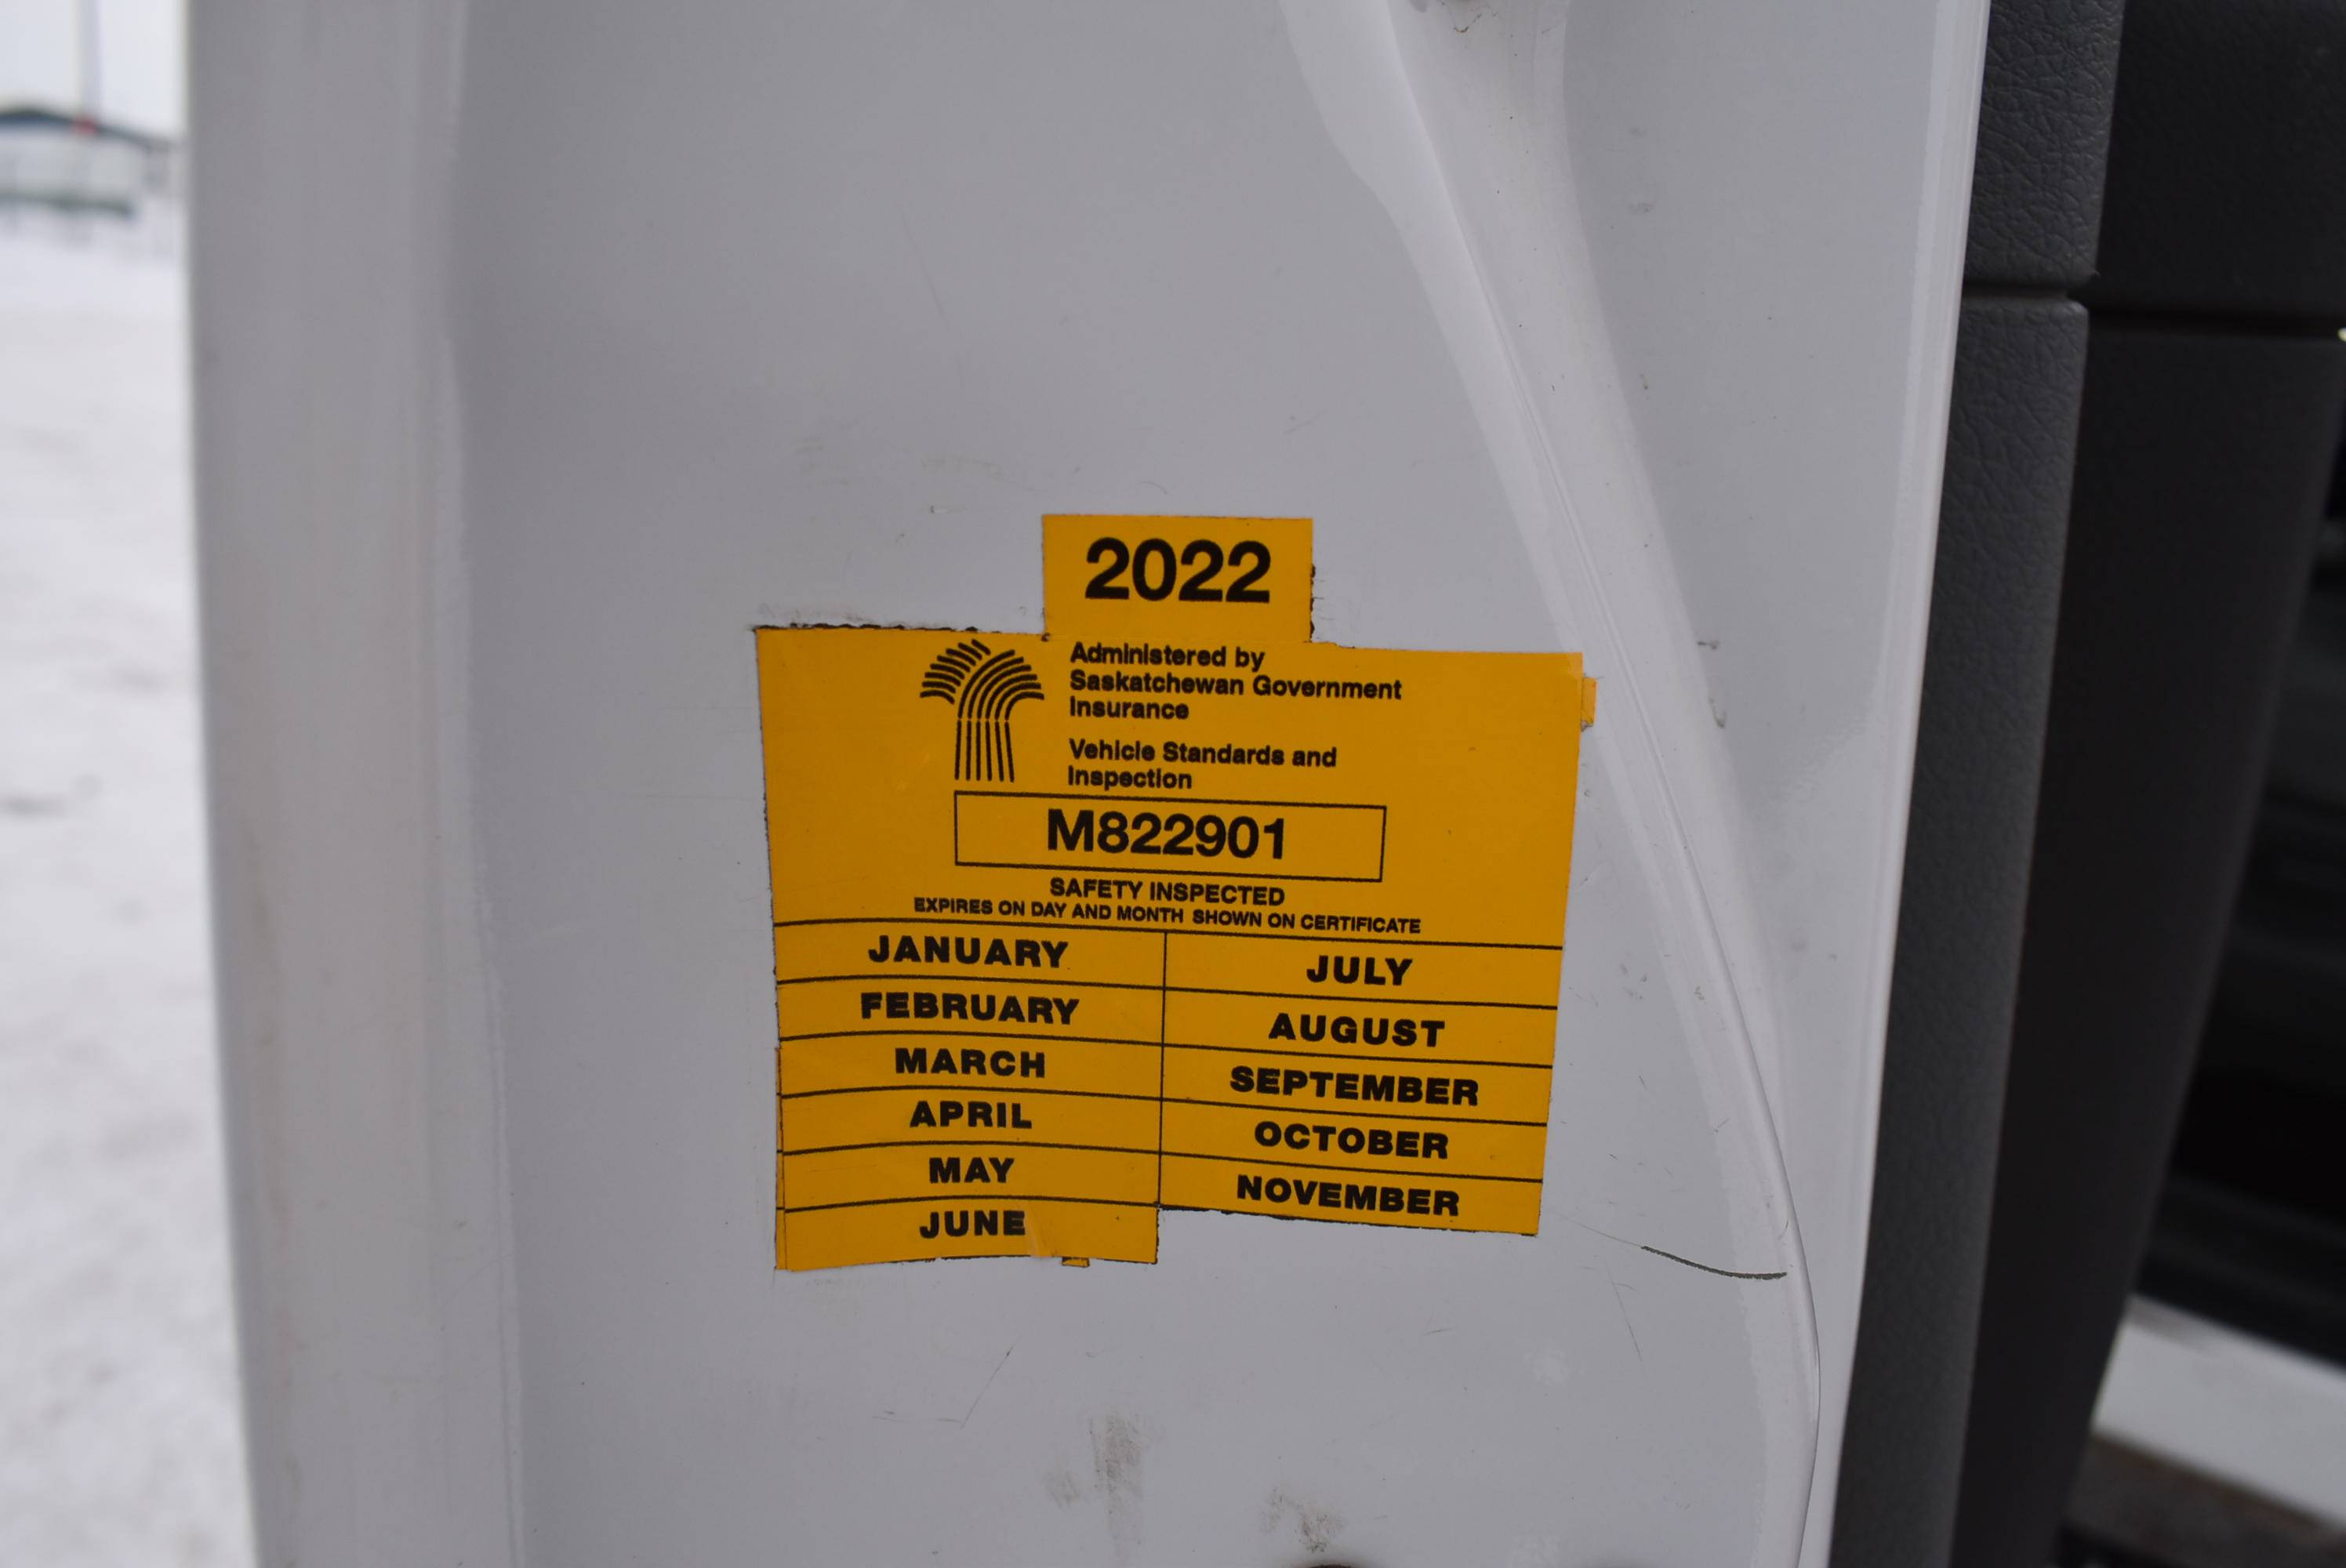 2022
Administered by
Saskatchewan Government
Insurance
Vehicle Standards and
Inspection
M822901
SAFETY INSPECTED
EXPIRES ON DAY AND MONTH SHOWN ON CERTIFICATE
JANUARY
FEBRUARY
MARCH
APRIL
MAY
JUNE
JULY
AUGUST
SEPTEMBER
OCTOBER
NOVEMBER